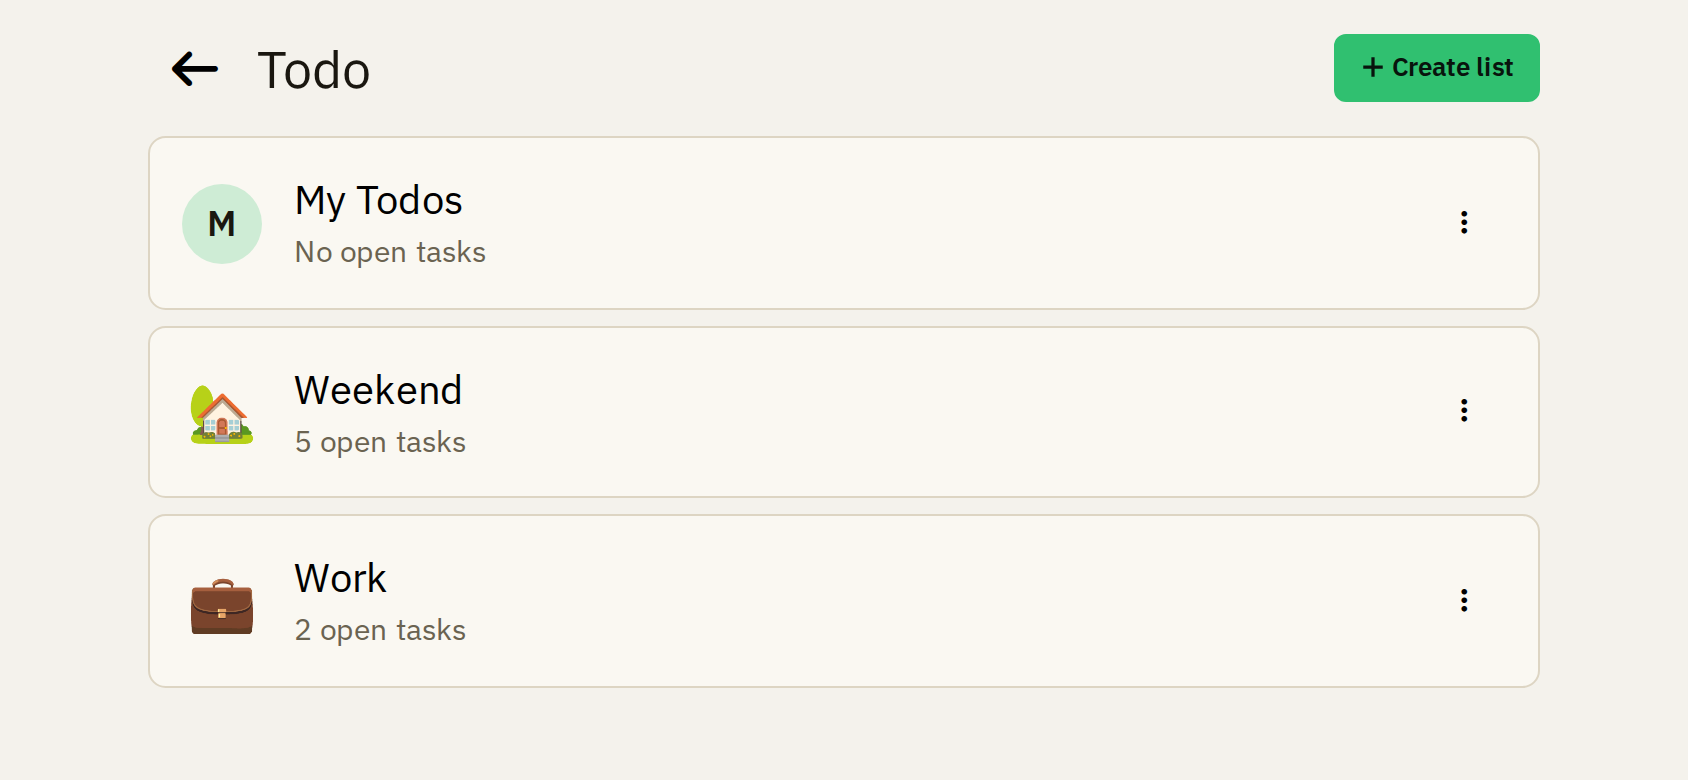 Todo
+ Create list
M
My Todos
No open tasks
Weekend
5 open tasks
Work
2 open tasks